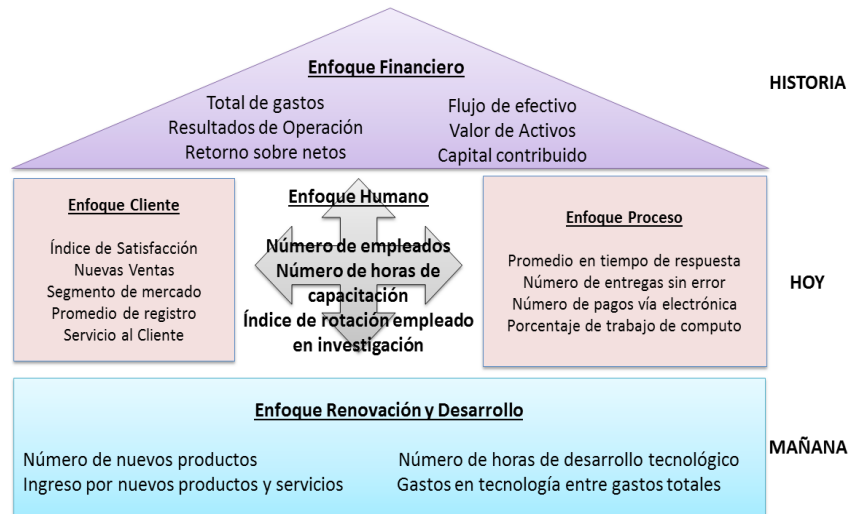 Enfoque Financiero
Total de gastos
Resultados de Operación
Retorno sobre netos
Flujo de efectivo
Valor de Activos
Capital contribuido
HISTORIA
Enfoque Cliente
Índice de Satisfacción
Nuevas Ventas
Segmento de mercado
Promedio de registro
Servicio al Cliente
Enfoque Humano
Número de empleados
Número de horas de
capacitación
Índice de rotación empleado
en investigación
Enfoque Proceso
Promedio en tiempo de respuesta
Número de entregas sin error
Número de pagos vía electrónica
Porcentaje de trabajo de computo
HOY
Enfoque Renovación y Desarrollo
Número de nuevos productos
Ingreso por nuevos productos y servicios
Número de horas de desarrollo tecnológico
Gastos en tecnología entre gastos totales
MAÑANA